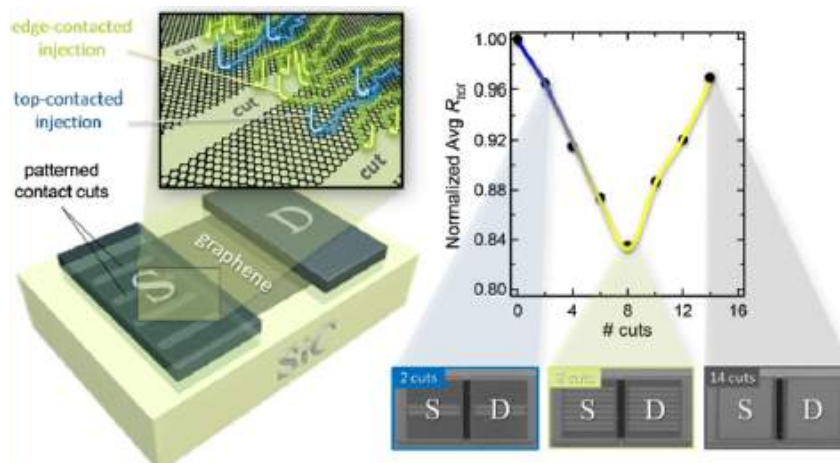 edge-contacted
injection
top-contacted
injection
cut
cut
cut
patterned
contact cuts
S
D
graphene
SiC
Normalized Avg
1.00
0.96
0.92
0.88
0.84
0.80
0
4
8
12
16
# cuts
2 cuts
S
D
cuts
S
D
14 cuts
S
D